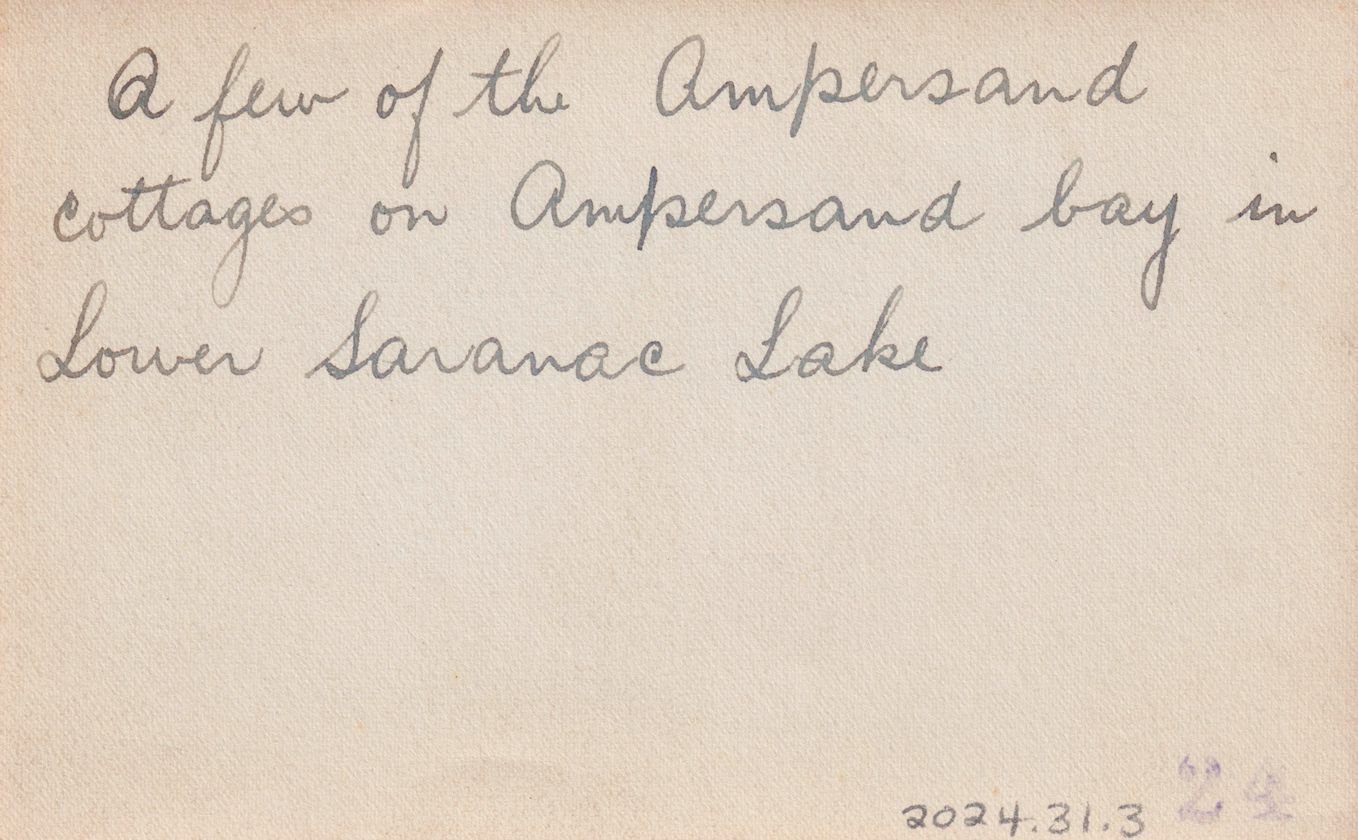 A few of the Ampersand
cottages on Ampersand bay in
Lower Saranac Lake
2024.31.3